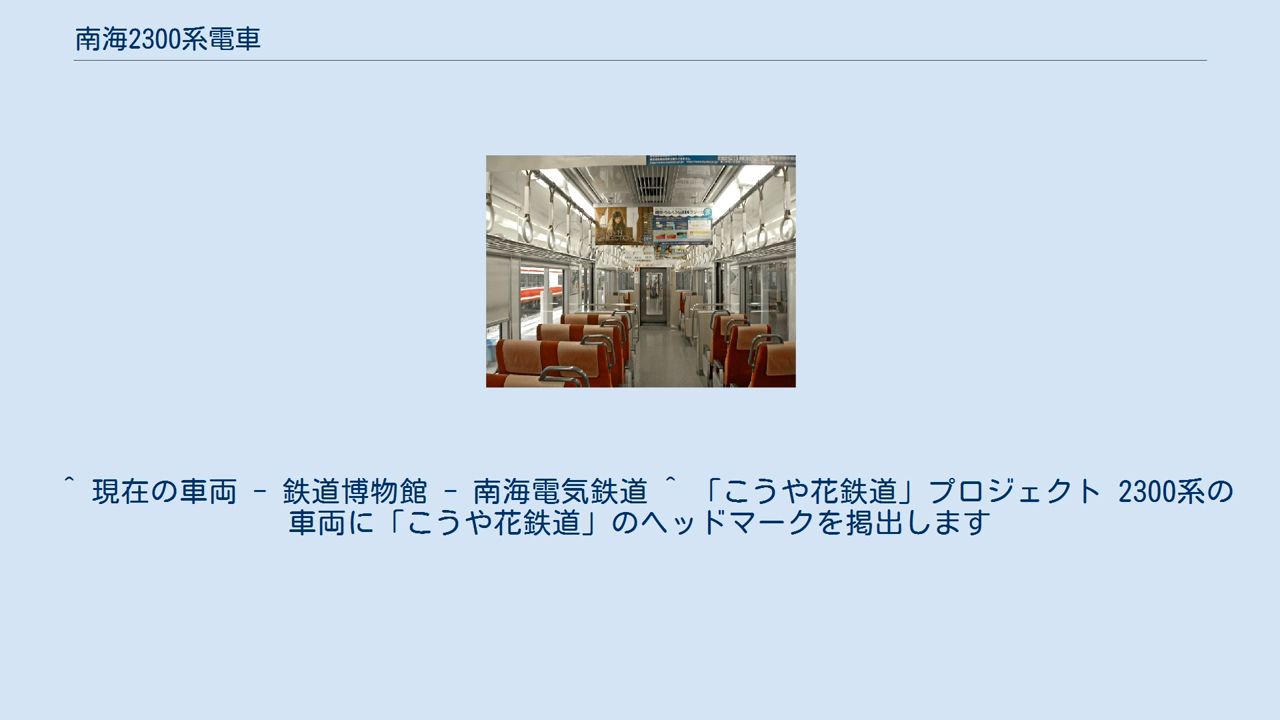 南海2300系電車
^ 現在の車両 - 鉄道博物館 - 南海電気鉄道 ^ 「こうや花鉄道」プロジェクト 2300系の
車両に「こうや花鉄道」のヘッドマークを掲出します